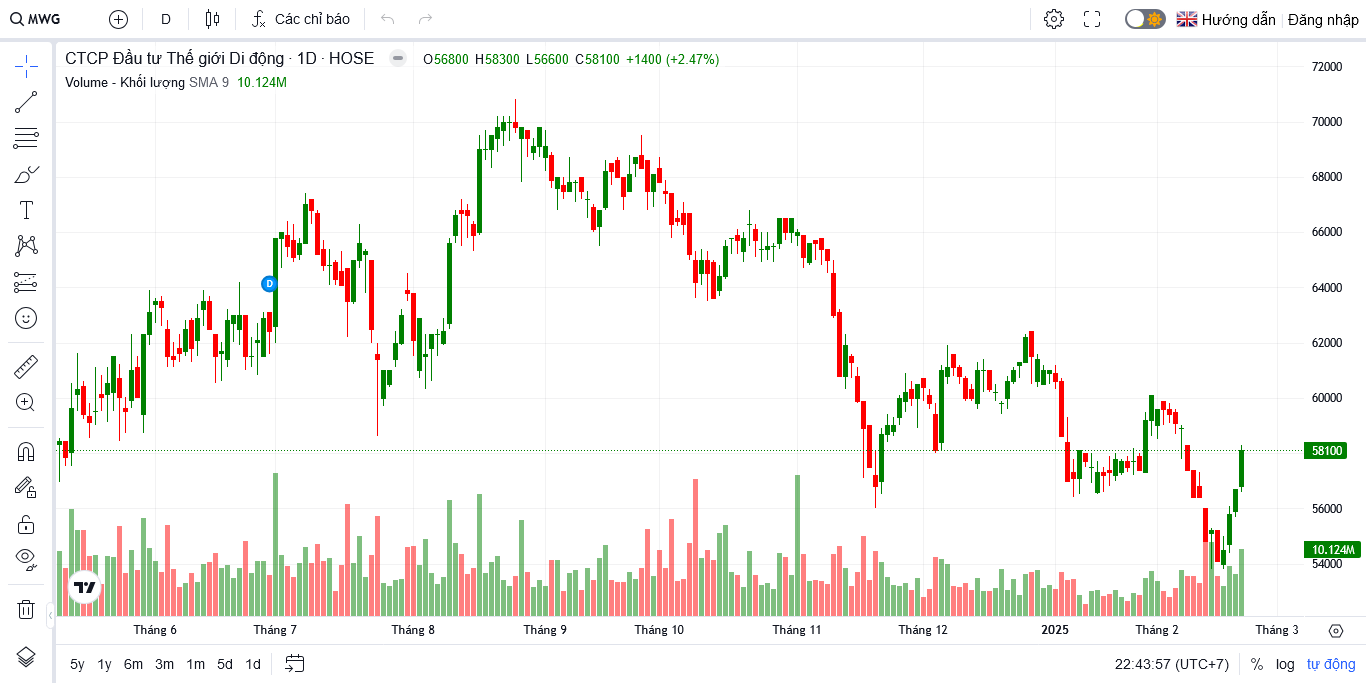 MWG D Các chỉ báo Hướng dẫn Đăng nhập
CTCP Đầu tư Thế giới Di động · 1D · HOSE O56800 H58300 L56600 C58100 +1400 (+2.47%)
Volume - Khối lượng SMA 9 10.124M
72000
70000
68000
66000
64000
D
62000
60000
58100
56000
10.124M
54000
Tháng 6 Tháng 7 Tháng 8 Tháng 9 Tháng 10 Tháng 11 Tháng 12 2025 Tháng 2 Tháng 3
5y 1y 6m 3m 1m 5d 1d 22:43:57 (UTC+7) % log tự động